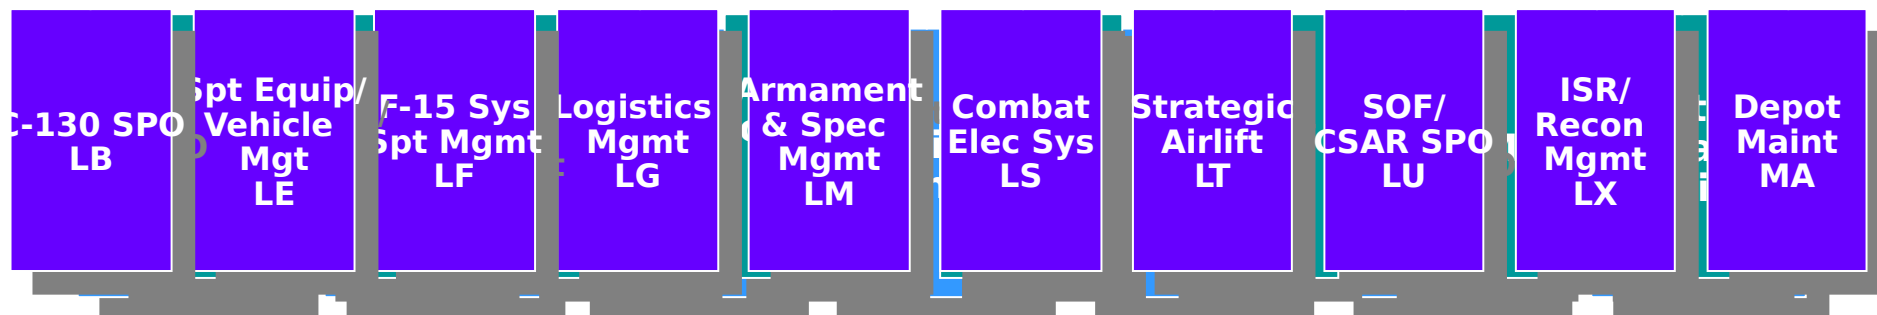 C-130 SPO
LB
Spt Equip/
Vehicle
Mgt
LE
F-15 Sys
Spt Mgmt
LF
Logistics
Mgmt
LG
Armament
& Spec
Mgmt
LM
Combat
Elec Sys
LS
Strategic
Airlift
LT
SOF/
CSAR SPO
LU
ISR/
Recon
Mgmt
LX
Depot
Maint
MA